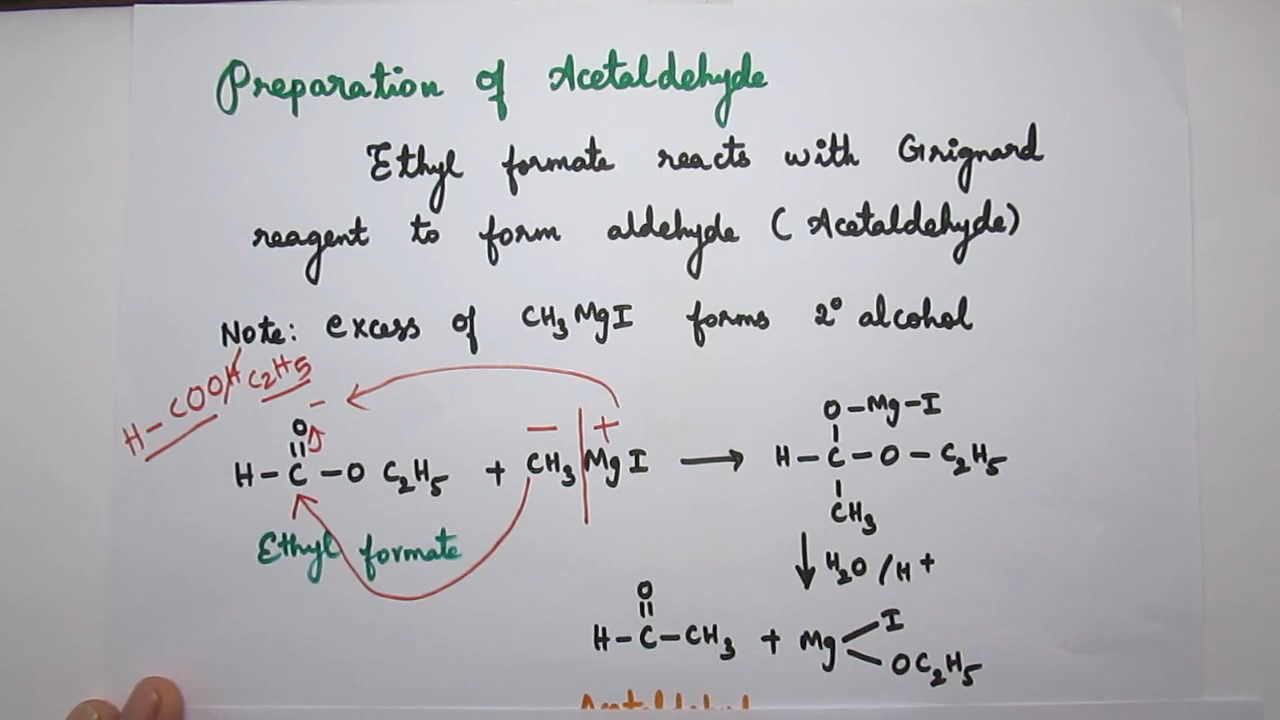 Preparation of Acetaldehyde
Ethyl formate reacts with Grignard
reagent to form aldehyde (Acetaldehyde)
Note: excess of CH3MgI forms 2° alcohol
H-COOH C2H5
O - 
||
H-C-O C2H5 + CH3 MgI ⟶
- +
Ethyl formate
O-Mg-I
|
H-C-O-C2H5
|
CH3
↓ H2O/H+
O
||
H-C-CH3 + Mg
I
OC2H5